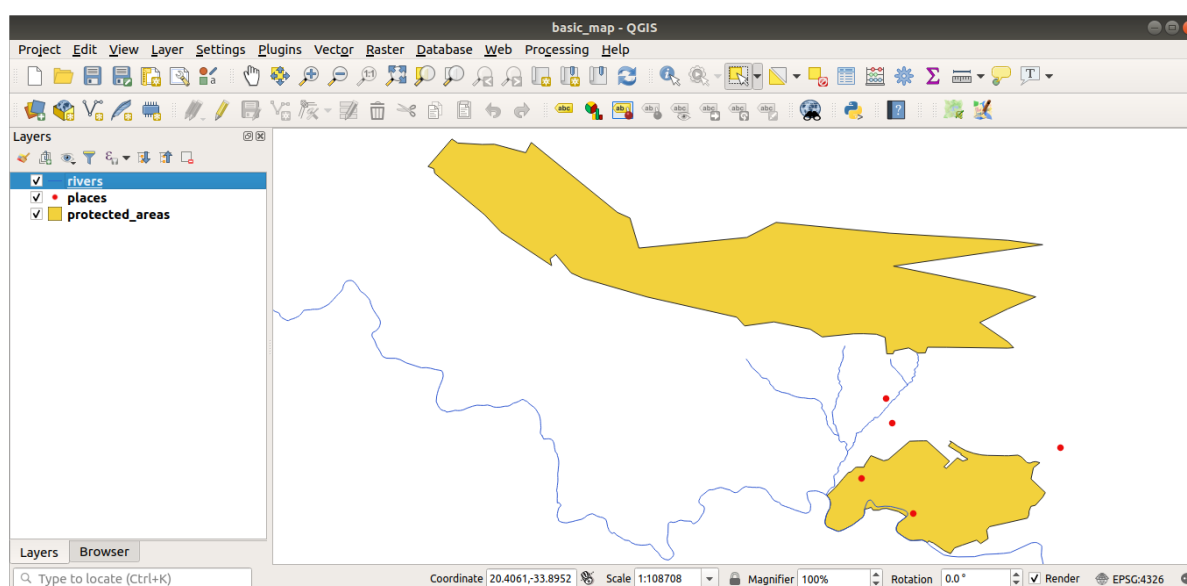 basic_map - QGIS
Project Edit View Layer Settings Plugins Vector Raster Database Web Processing Help
Layers
rivers
places
protected_areas
Layers Browser
Type to locate (Ctrl+K) Coordinate 20.4061,-33.8952 Scale 1:108708 Magnifier 100% Rotation 0.0 ° Render EPSG:4326